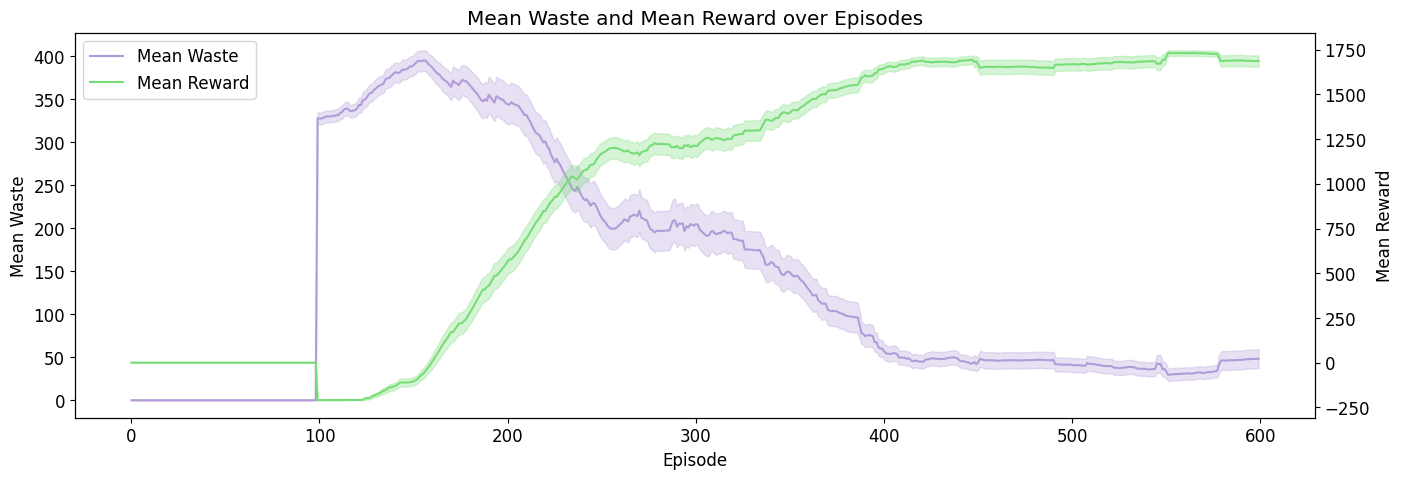 Mean Waste and Mean Reward over Episodes
Mean Waste
Mean Reward
400
350
300
250
200
150
100
50
0
Mean Waste
1750
1500
1250
1000
750
500
250
0
−250
Mean Reward
0 100 200 300 400 500 600
Episode